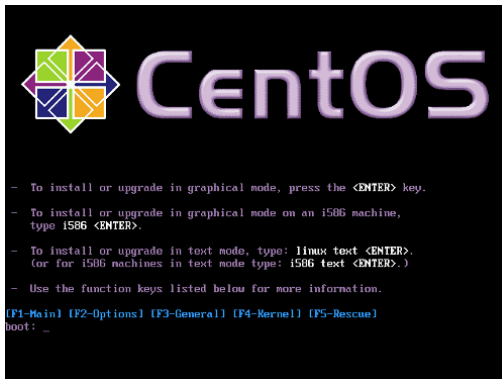 CentOS
- To install or upgrade in graphical mode, press the <ENTER> key.
- To install or upgrade in graphical mode on an i586 machine,
type i586 <ENTER>.
- To install or upgrade in text mode, type: linux text <ENTER>.
(or for i586 machines in text mode type: i586 text <ENTER>.)
- Use the function keys listed below for more information.
[F1-Main] [F2-Options] [F3-General] [F4-Kernel] [F5-Rescue]
boot: _